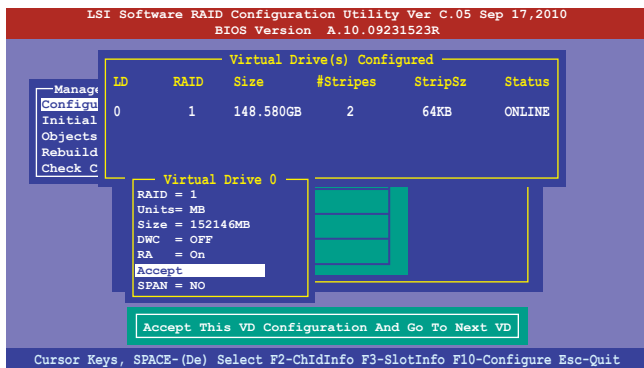 LSI Software RAID Configuration Utility Ver C.05 Sep 17,2010
BIOS Version A.10.09231523R
Virtual Drive(s) Configured
LD RAID Size #Stripes StripSz Status
0 1 148.580GB 2 64KB ONLINE
Manage
Configu
Initial
Objects
Rebuild
Check C
Virtual Drive 0
RAID = 1
Units= MB
Size = 152146MB
DWC = OFF
RA = On
Accept
SPAN = NO
Accept This VD Configuration And Go To Next VD
Cursor Keys, SPACE-(De) Select F2-ChIdInfo F3-SlotInfo F10-Configure Esc-Quit